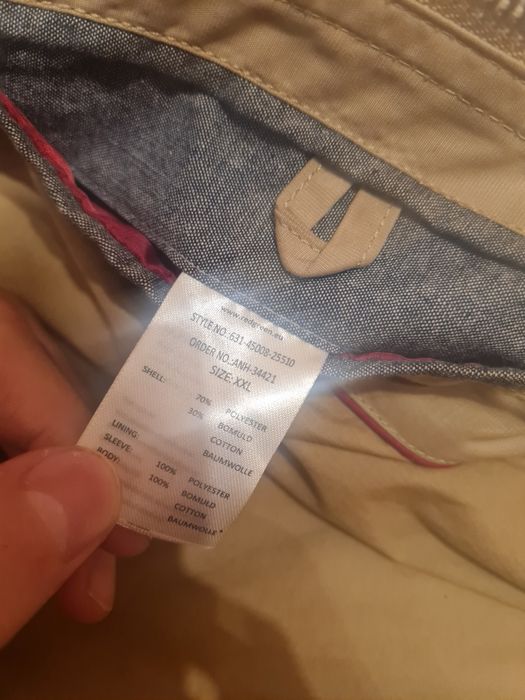 www.redgreen.eu
STYLE NO.:631-45008-25510
ORDER NO.:ANH-34421
SIZE: XXL
SHELL:
70% POLYESTER
30% BOMULD
COTTON
BAUMWOLLE
LINING
SLEEVE: 100% POLYESTER
BODY: 100% BOMULD
COTTON
BAUMWOLLE